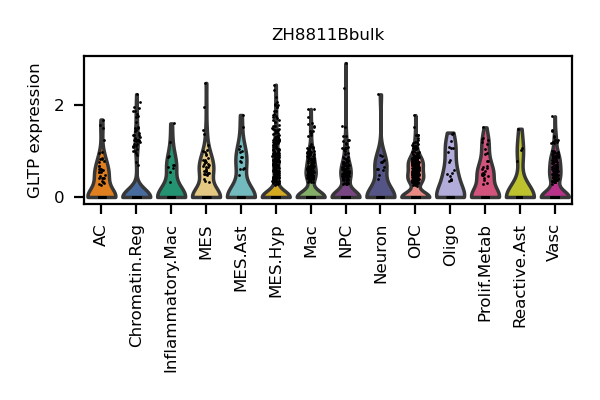 ZH8811Bbulk
GLTP expression
2
0
AC
Chromatin.Reg
Inflammatory.Mac
MES
MES.Ast
MES.Hyp
Mac
NPC
Neuron
OPC
Oligo
Prolif.Metab
Reactive.Ast
Vasc